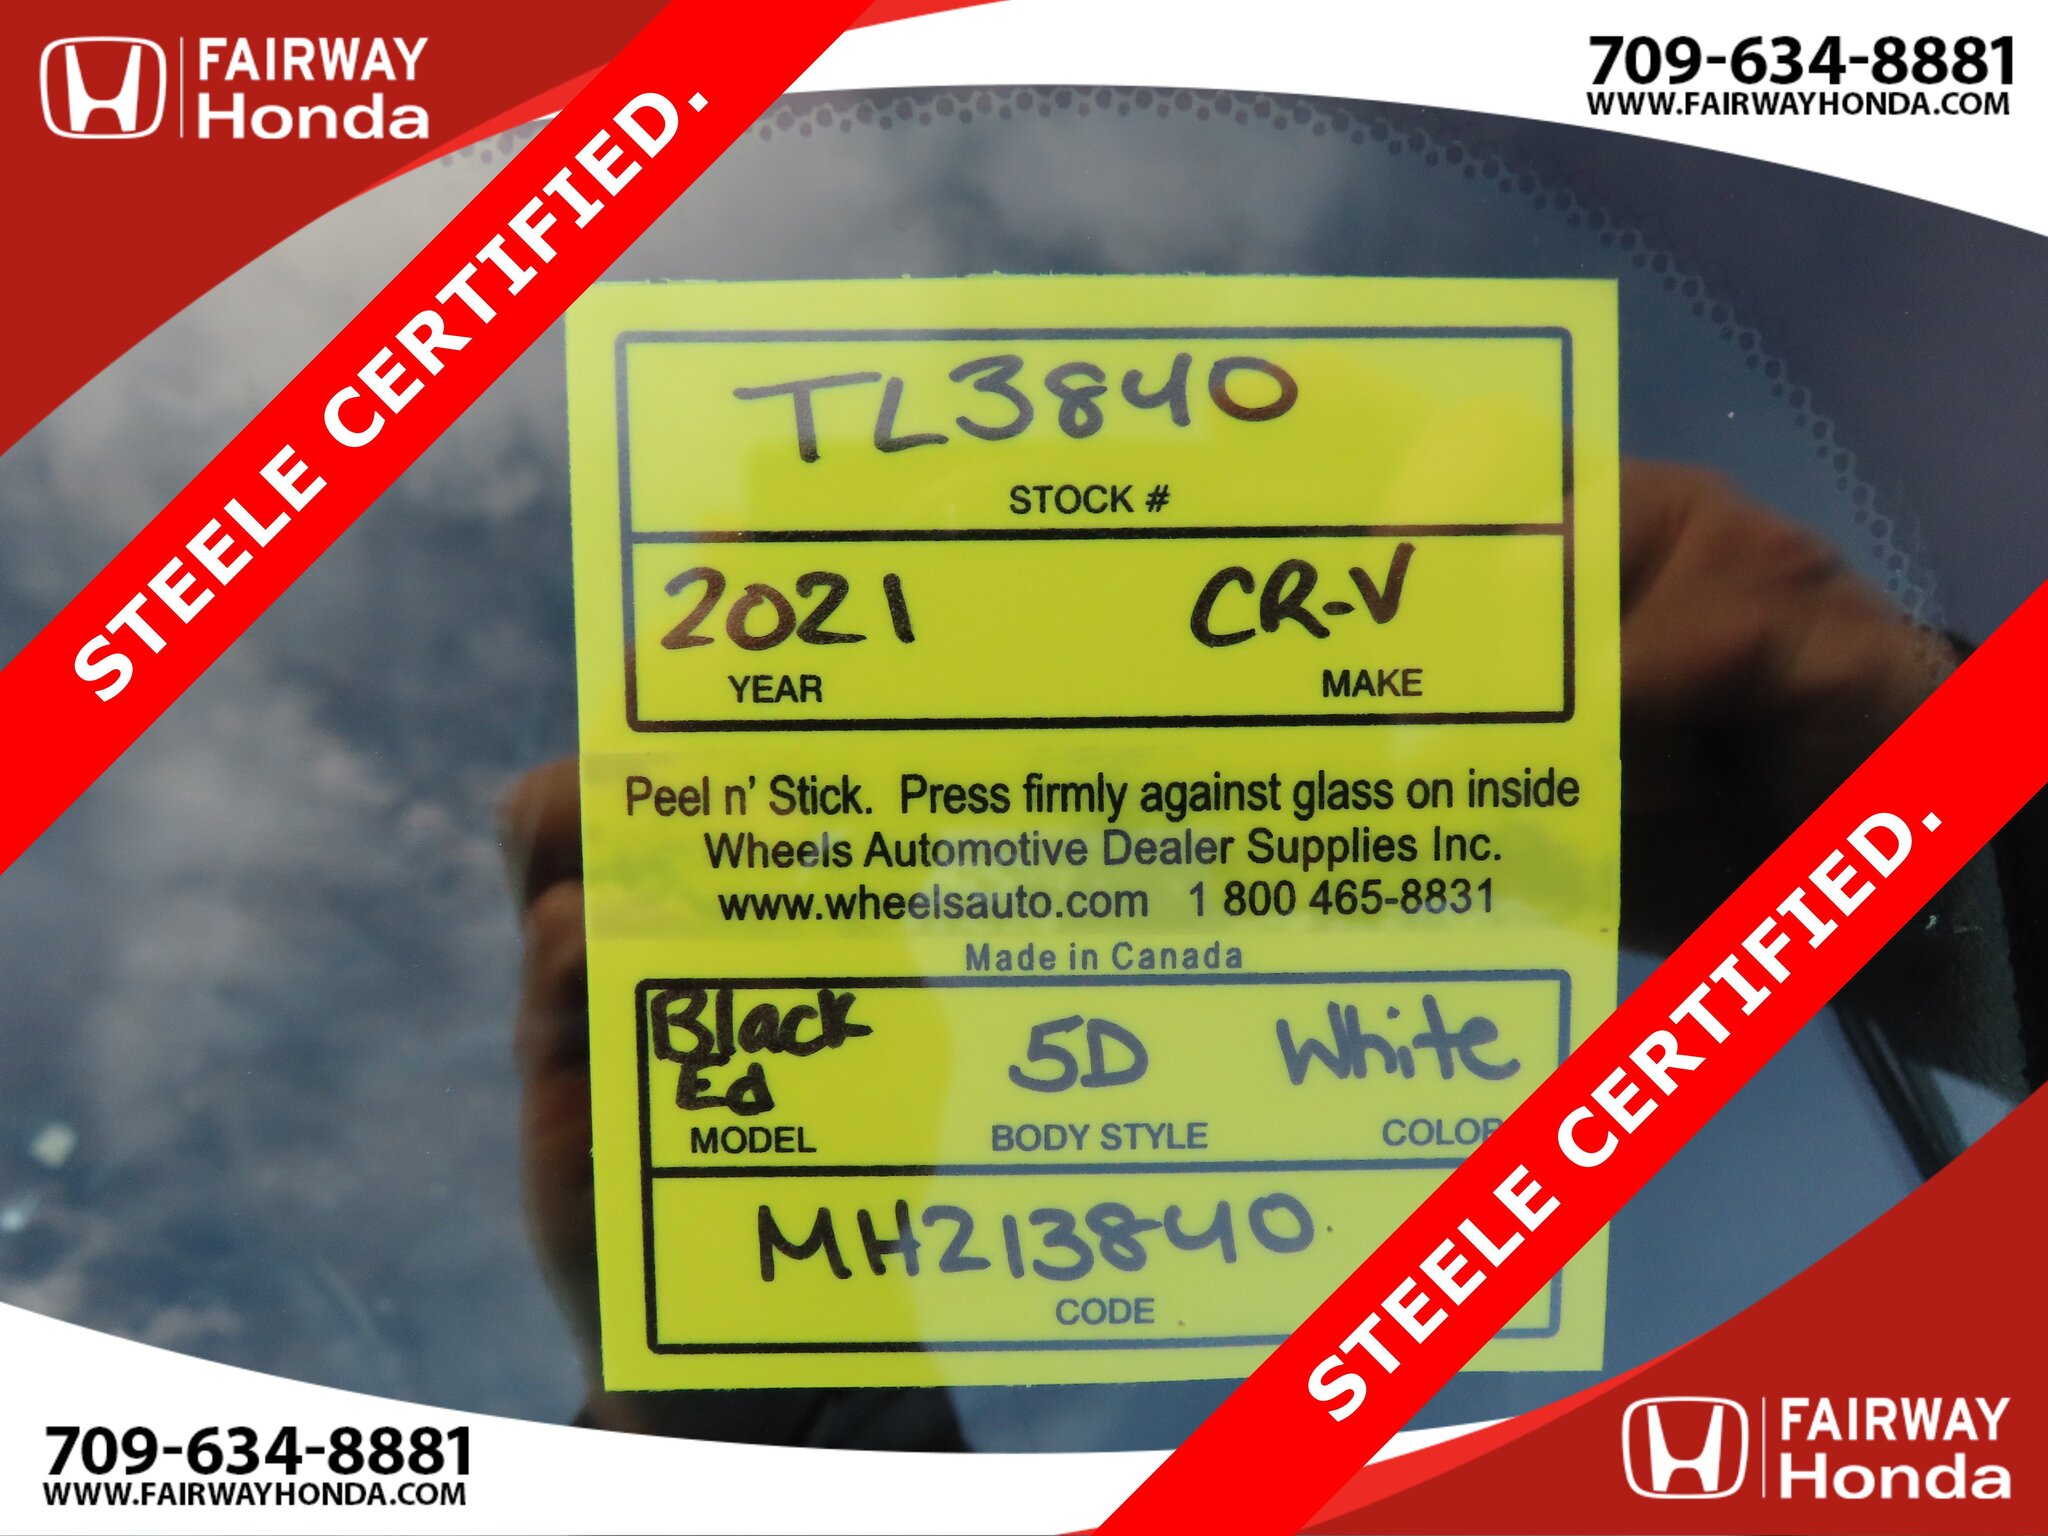 FAIRWAY
Honda
709-634-8881
WWW.FAIRWAYHONDA.COM
STEELE CERTIFIED.
TL3840
STOCK #
2021 CR-V
YEAR MAKE
Peel n' Stick. Press firmly against glass on inside
Wheels Automotive Dealer Supplies Inc.
www.wheelsauto.com 1 800 465-8831
Made in Canada
Black 5D White
Ed
MODEL BODY STYLE COLOR
MH213840
CODE
STEELE CERTIFIED.
709-634-8881
WWW.FAIRWAYHONDA.COM
FAIRWAY
Honda